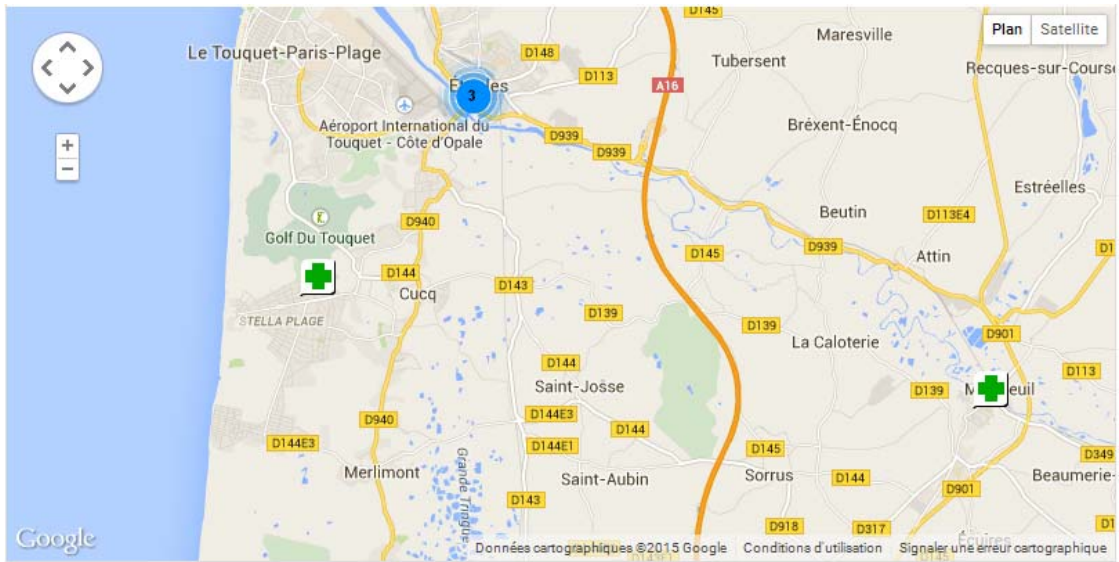 D145
Maresville
Plan
Satellite
Le Touquet-Paris-Plage
D148
Tubersent
Recques-sur-Course
D113
A16
3
Aéroport International du
Touquet - Côte d'Opale
Bréxent-Énocq
D939
D939
Estréelles
Beutin
D113E4
D940
Golf Du Touquet
D939
D145
Attin
D144
Cucq
D143
D139
STELLA PLAGE
D139
D901
La Caloterie
D144
D113
Saint-Josse
D139
D144E3
D940
D144
D144E3
D144E1
D145
D349
Merlimont
Grande Tringue
Saint-Aubin
Sorrus
D144
Beaumerie-
D901
D143
D918
D317
Google
Écuires
Données cartographiques ©2015 Google
Conditions d'utilisation
Signaler une erreur cartographique